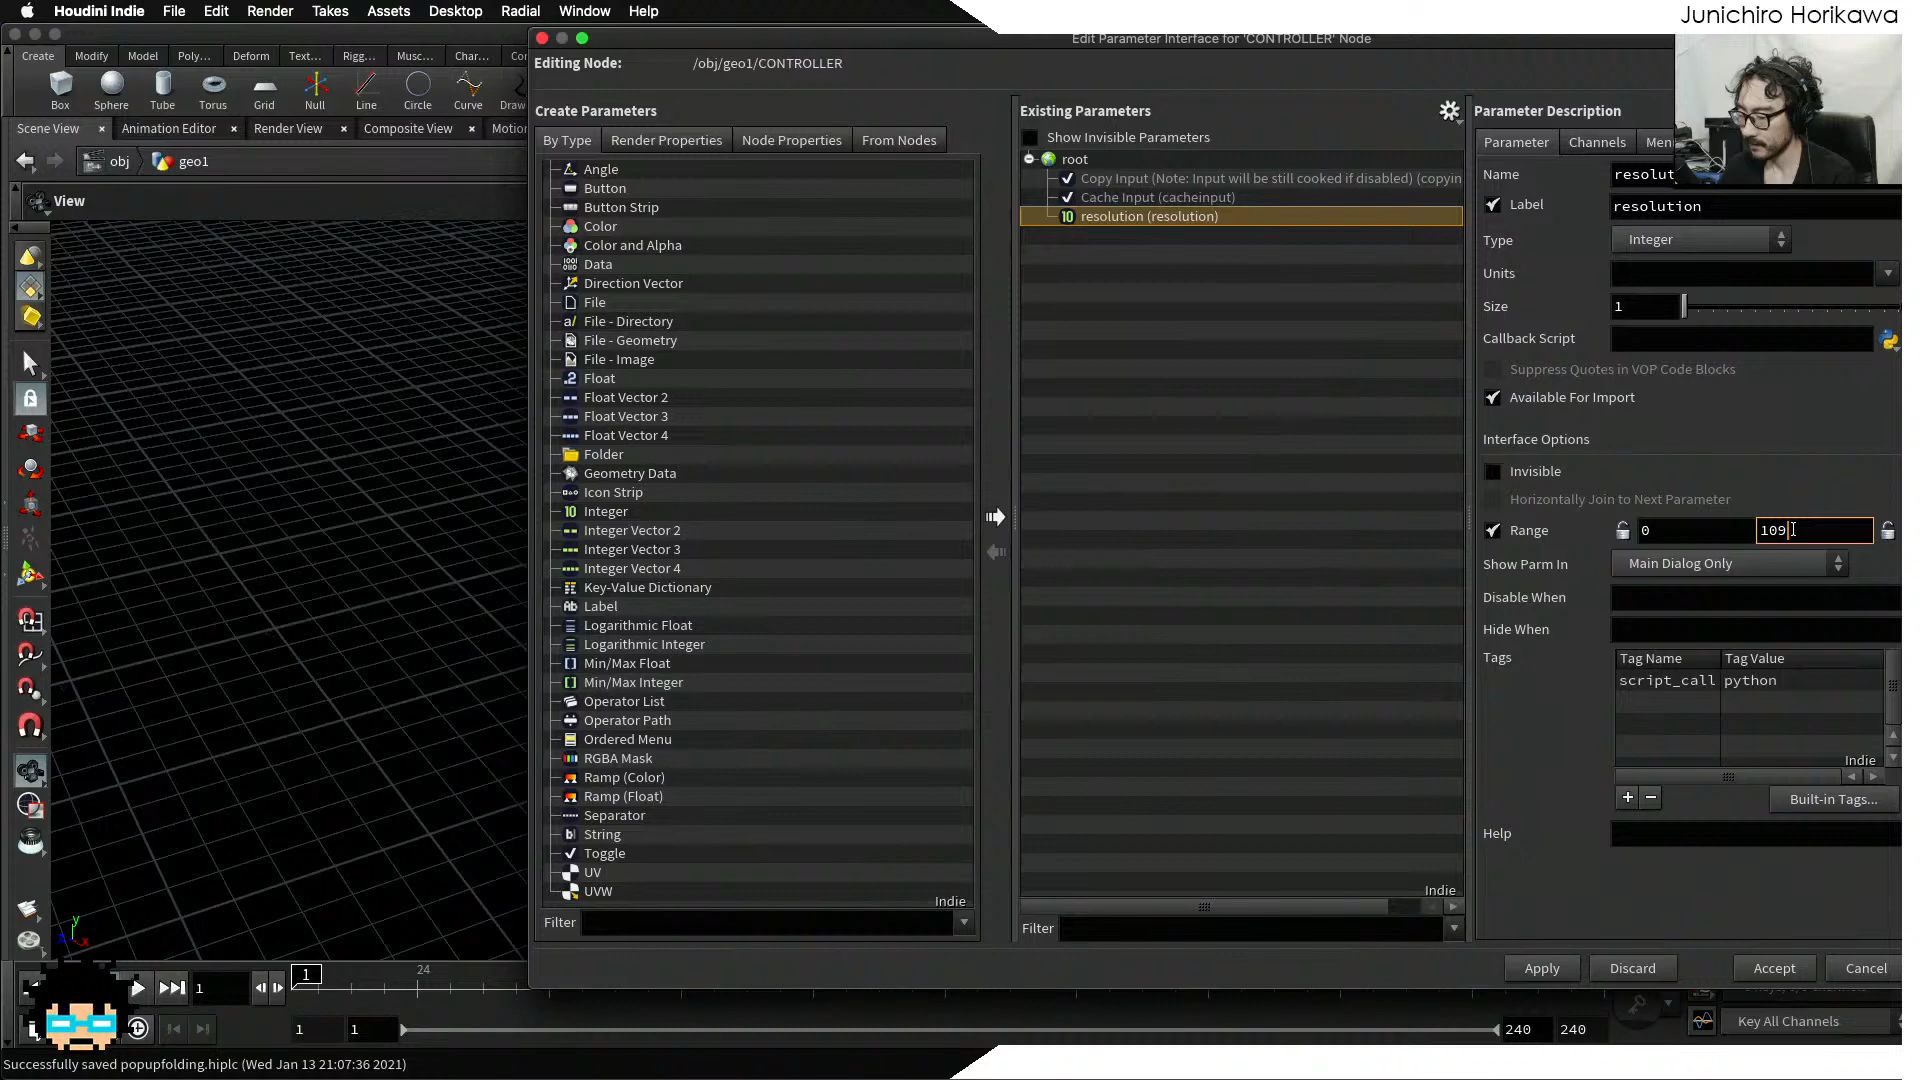 Houdini Indie File Edit Render Takes Assets Desktop Radial Window Help
Junichiro Horikawa
Edit Parameter Interface for 'CONTROLLER' Node
Create Modify Model Poly... Deform Text... Rigg... Musc... Char... Cor
Box Sphere Tube Torus Grid Null Line Circle Curve Draw
Scene View Animation Editor Render View Composite View Motion
obj geo1
View
Editing Node: /obj/geo1/CONTROLLER
Create Parameters
By Type Render Properties Node Properties From Nodes
Angle
Button
Button Strip
Color
Color and Alpha
Data
Direction Vector
File
File - Directory
File - Geometry
File - Image
Float
Float Vector 2
Float Vector 3
Float Vector 4
Folder
Geometry Data
Icon Strip
Integer
Integer Vector 2
Integer Vector 3
Integer Vector 4
Key-Value Dictionary
Label
Logarithmic Float
Logarithmic Integer
Min/Max Float
Min/Max Integer
Operator List
Operator Path
Ordered Menu
RGBA Mask
Ramp (Color)
Ramp (Float)
Separator
String
Toggle
UV
UVW
Indie
Filter
Existing Parameters
Show Invisible Parameters
root
Copy Input (Note: Input will be still cooked if disabled) (copyin
Cache Input (cacheinput)
resolution (resolution)
Indie
Filter
Parameter Description
Parameter Channels Men
Name resolut
Label resolution
Type Integer
Units
Size 1
Callback Script
Suppress Quotes in VOP Code Blocks
Available For Import
Interface Options
Invisible
Horizontally Join to Next Parameter
Range 0 109
Show Parm In Main Dialog Only
Disable When
Hide When
Tags Tag Name Tag Value
script_call python
Indie
+ - Built-in Tags...
Help
Apply Discard Accept Cancel
y
x
z
1 1 24
1 1 240 240
Key All Channels
Successfully saved popupfolding.hiplc (Wed Jan 13 21:07:36 2021)